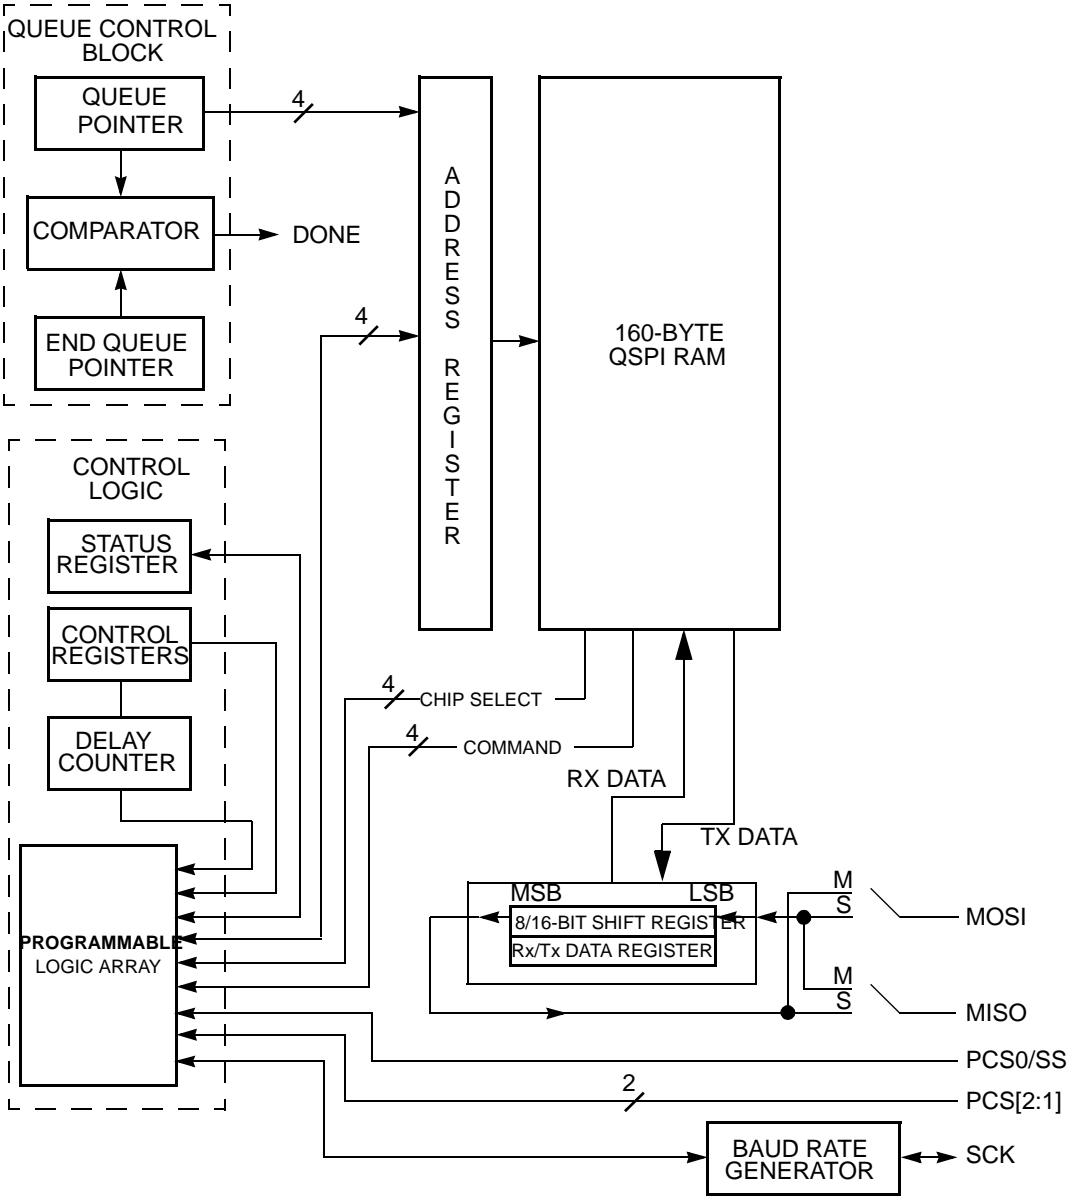 QUEUE CONTROL
BLOCK
QUEUE
POINTER
COMPARATOR
DONE
END QUEUE
POINTER
4
4
A
D
D
R
E
S
S
R
E
G
I
S
T
E
R
160-BYTE
QSPI RAM
CONTROL
LOGIC
STATUS
REGISTER
CONTROL
REGISTERS
DELAY
COUNTER
PROGRAMMABLE
LOGIC ARRAY
4
CHIP SELECT
4
COMMAND
RX DATA
TX DATA
MSB
LSB
8/16-BIT SHIFT REGISTER
Rx/Tx DATA REGISTER
M
S
MOSI
M
S
MISO
PCS0/SS
2
PCS[2:1]
BAUD RATE
GENERATOR
SCK